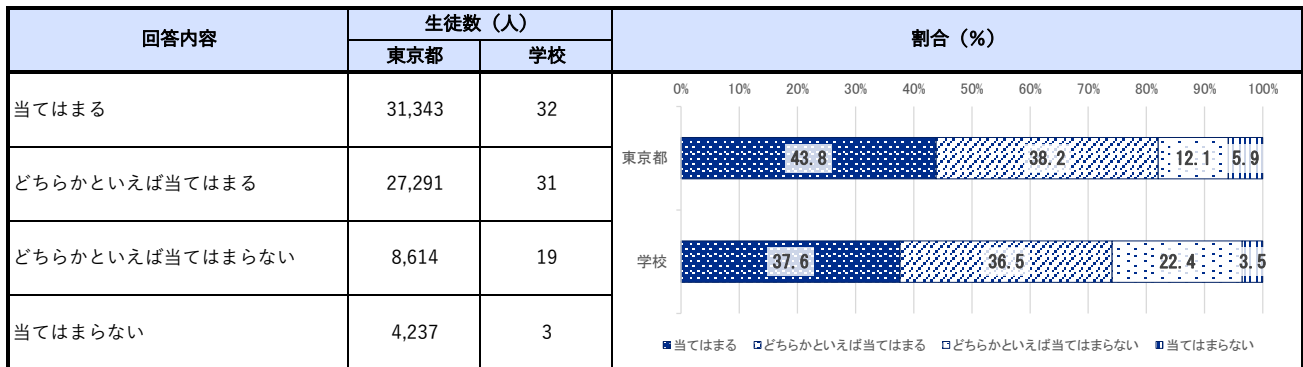 回答内容 生徒数（人） 割合（%）
東京都 学校
当てはまる 31,343 32
どちらかといえば当てはまる 27,291 31
どちらかといえば当てはまらない 8,614 19
当てはまらない 4,237 3
0% 10% 20% 30% 40% 50% 60% 70% 80% 90% 100%
東京都 43.8 38.2 12.1 5.9
学校 37.6 36.5 22.4 3.5
当てはまる どちらかといえば当てはまる どちらかといえば当てはまらない 当てはまらない